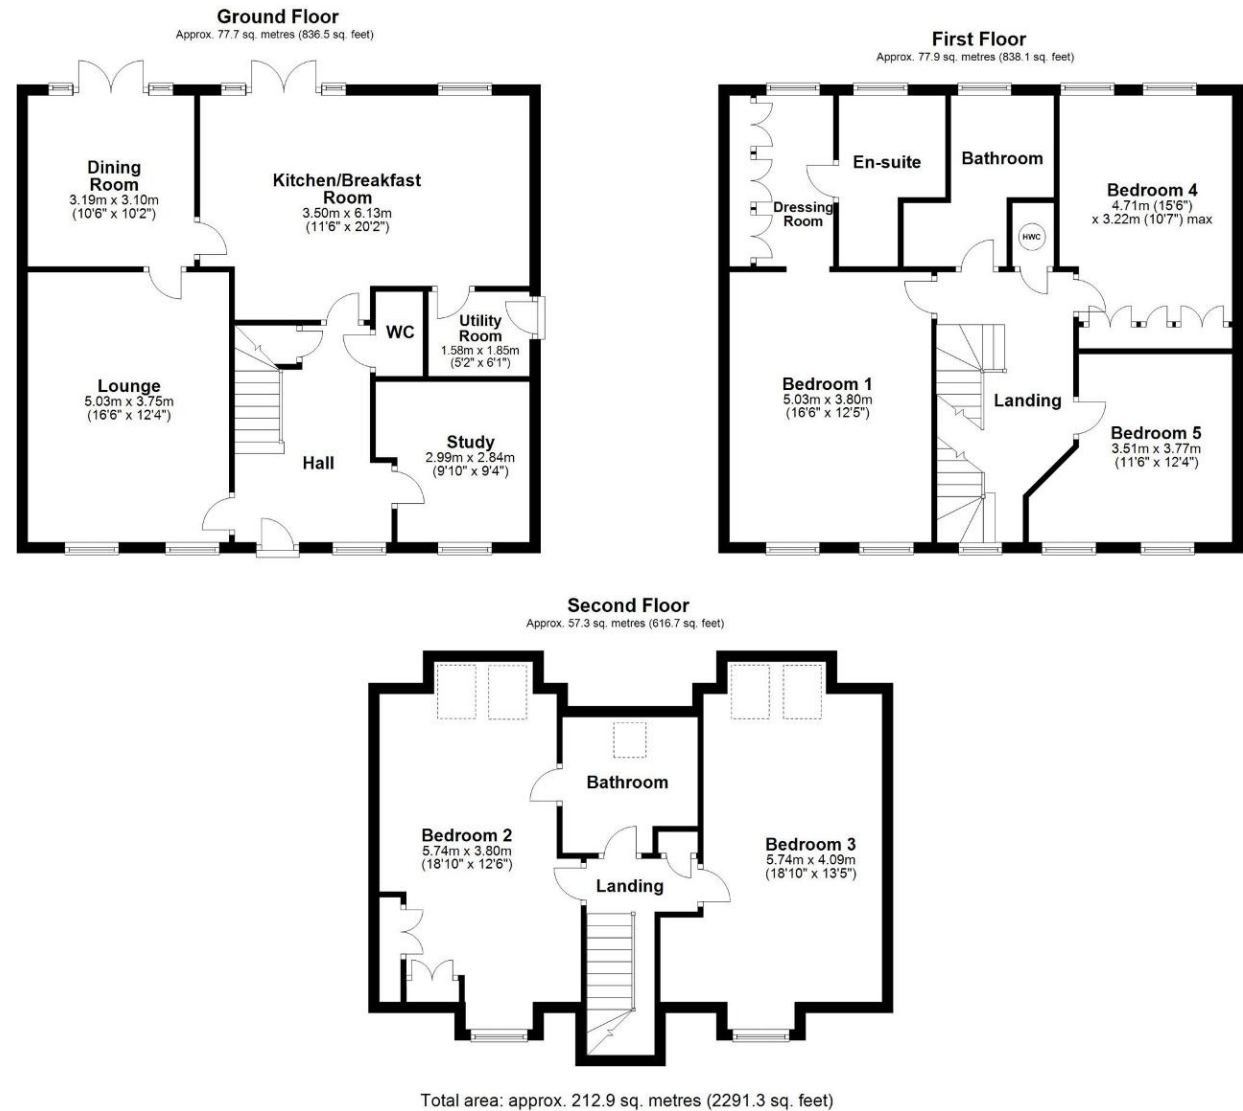 Ground Floor
Approx. 77.7 sq. metres (836.5 sq. feet)
Dining
Room
3.19m x 3.10m
(10'6" x 10'2")
Kitchen/Breakfast
Room
3.50m x 6.13m
(11'6" x 20'2")
Lounge
5.03m x 3.75m
(16'6" x 12'4")
WC
Utility
Room
1.58m x 1.85m
(5'2" x 6'1")
Hall
Study
2.99m x 2.84m
(9'10" x 9'4")
First Floor
Approx. 77.9 sq. metres (838.1 sq. feet)
Dressing
Room
En-suite
Bathroom
HWC
Bedroom 4
4.71m (15'6")
x 3.22m (10'7") max
Bedroom 1
5.03m x 3.80m
(16'6" x 12'5")
Landing
Bedroom 5
3.51m x 3.77m
(11'6" x 12'4")
Second Floor
Approx. 57.3 sq. metres (616.7 sq. feet)
Bathroom
Bedroom 2
5.74m x 3.80m
(18'10" x 12'6")
Landing
Bedroom 3
5.74m x 4.09m
(18'10" x 13'5")
Total area: approx. 212.9 sq. metres (2291.3 sq. feet)